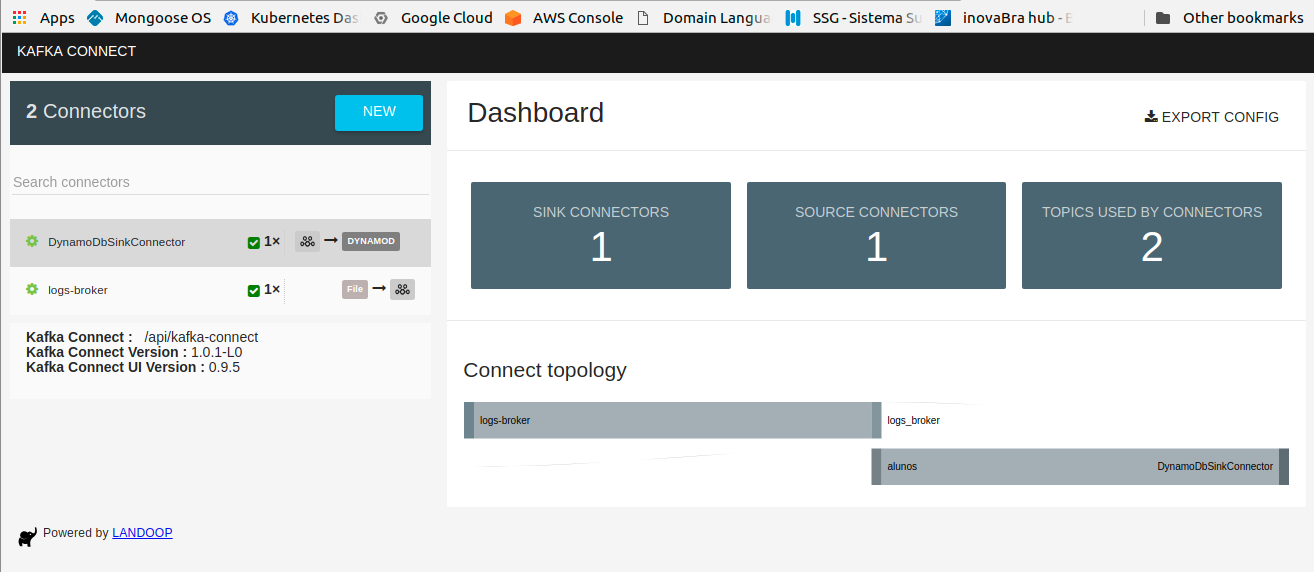 Apps Mongoose OS Kubernetes Das Google Cloud AWS Console Domain Langua SSG - Sistema Su inovaBra hub - B Other bookmarks
KAFKA CONNECT
2 Connectors NEW
Search connectors
DynamoDbSinkConnector 1× DYNAMOD
logs-broker 1× File
Kafka Connect : /api/kafka-connect
Kafka Connect Version : 1.0.1-L0
Kafka Connect UI Version : 0.9.5
Powered by LANDOOP
Dashboard EXPORT CONFIG
SINK CONNECTORS
1
SOURCE CONNECTORS
1
TOPICS USED BY CONNECTORS
2
Connect topology
logs-broker logs_broker
alunos DynamoDbSinkConnector